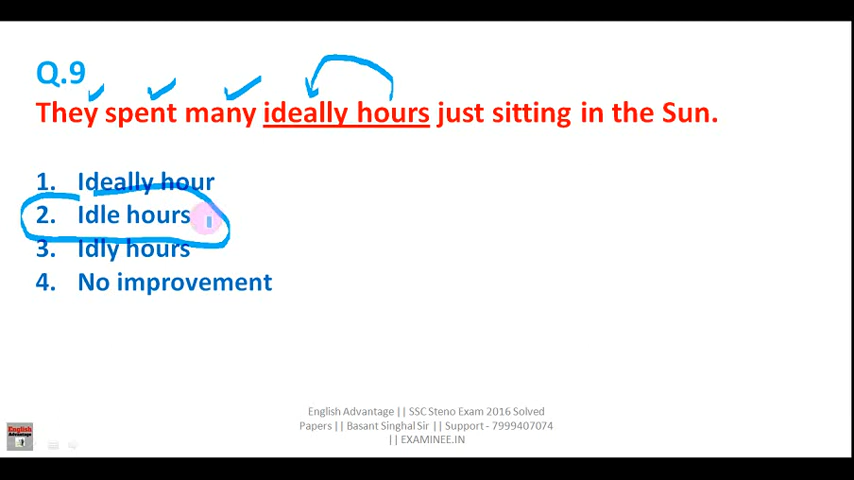 Q.9
They spent many ideally hours just sitting in the Sun.
1. Ideally hour
2. Idle hours
3. Idly hours
4. No improvement
English Advantage || SSC Steno Exam 2016 Solved
Papers || Basant Singhal Sir || Support - 7999407074
|| EXAMINEE.IN
English
Advantage